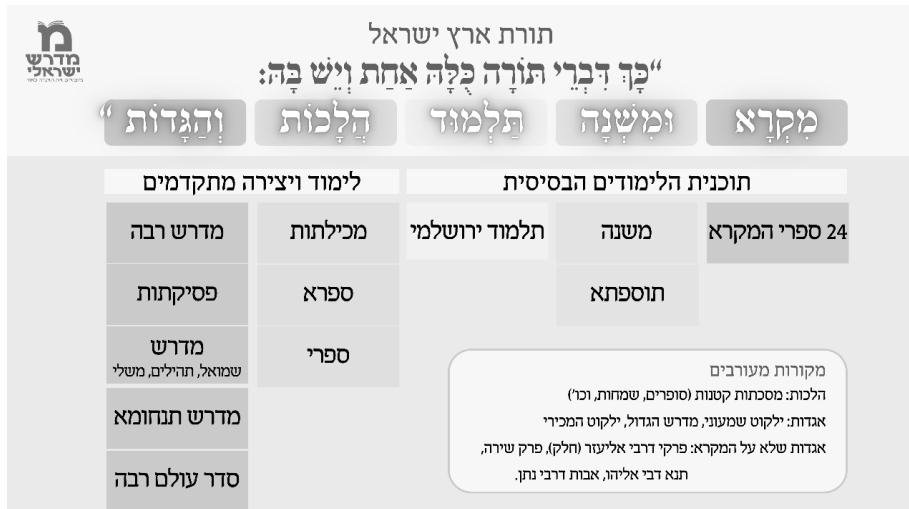 מדרש
ישראלי
תורת ארץ ישראל
"כָּךְ דִּבְרֵי תּוֹרָה כֻּלָּהּ אַחַת וְיֵשׁ בָּהּ:
מִקְרָא וּמִשְׁנָה תַּלְמוּד הֲלָכוֹת וְהַגָּדוֹת "
תוכנית הלימודים הבסיסית
לימוד ויצירה מתקדמים
24 ספרי המקרא
משנה
תוספתא
תלמוד ירושלמי
מכילתות
ספרא
ספרי
מדרש רבה
פסיקתות
מדרש
שמואל, תהילים, משלי
מדרש תנחומא
סדר עולם רבה
מקורות מעורבים
הלכות: מסכתות קטנות (סופרים, שמחות, וכו')
אגדות: ילקוט שמעוני, מדרש הגדול, ילקוט המכירי
אגדות שלא על המקרא: פרקי דרבי אליעזר (חלק), פרק שירה,
תנא דבי אליהו, אבות דרבי נתן.